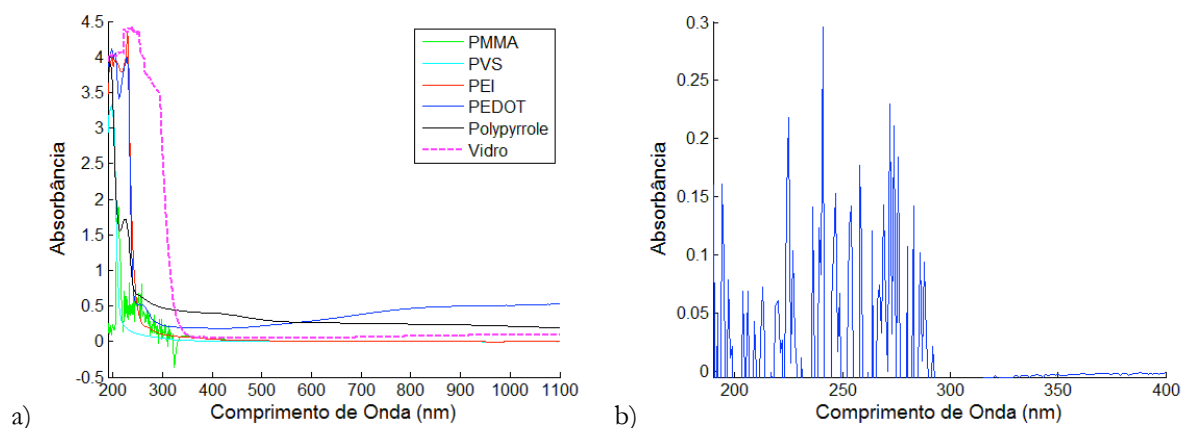 4.5
4
3.5
3
2.5
2
1.5
1
0.5
0
-0.5
Absorbância
200 300 400 500 600 700 800 900 1000 1100
Comprimento de Onda (nm)
PMMA
PVS
PEI
PEDOT
Polypyrrole
Vidro
a)
0.3
0.25
0.2
0.15
0.1
0.05
0
Absorbância
200 250 300 350 400
Comprimento de Onda (nm)
b)